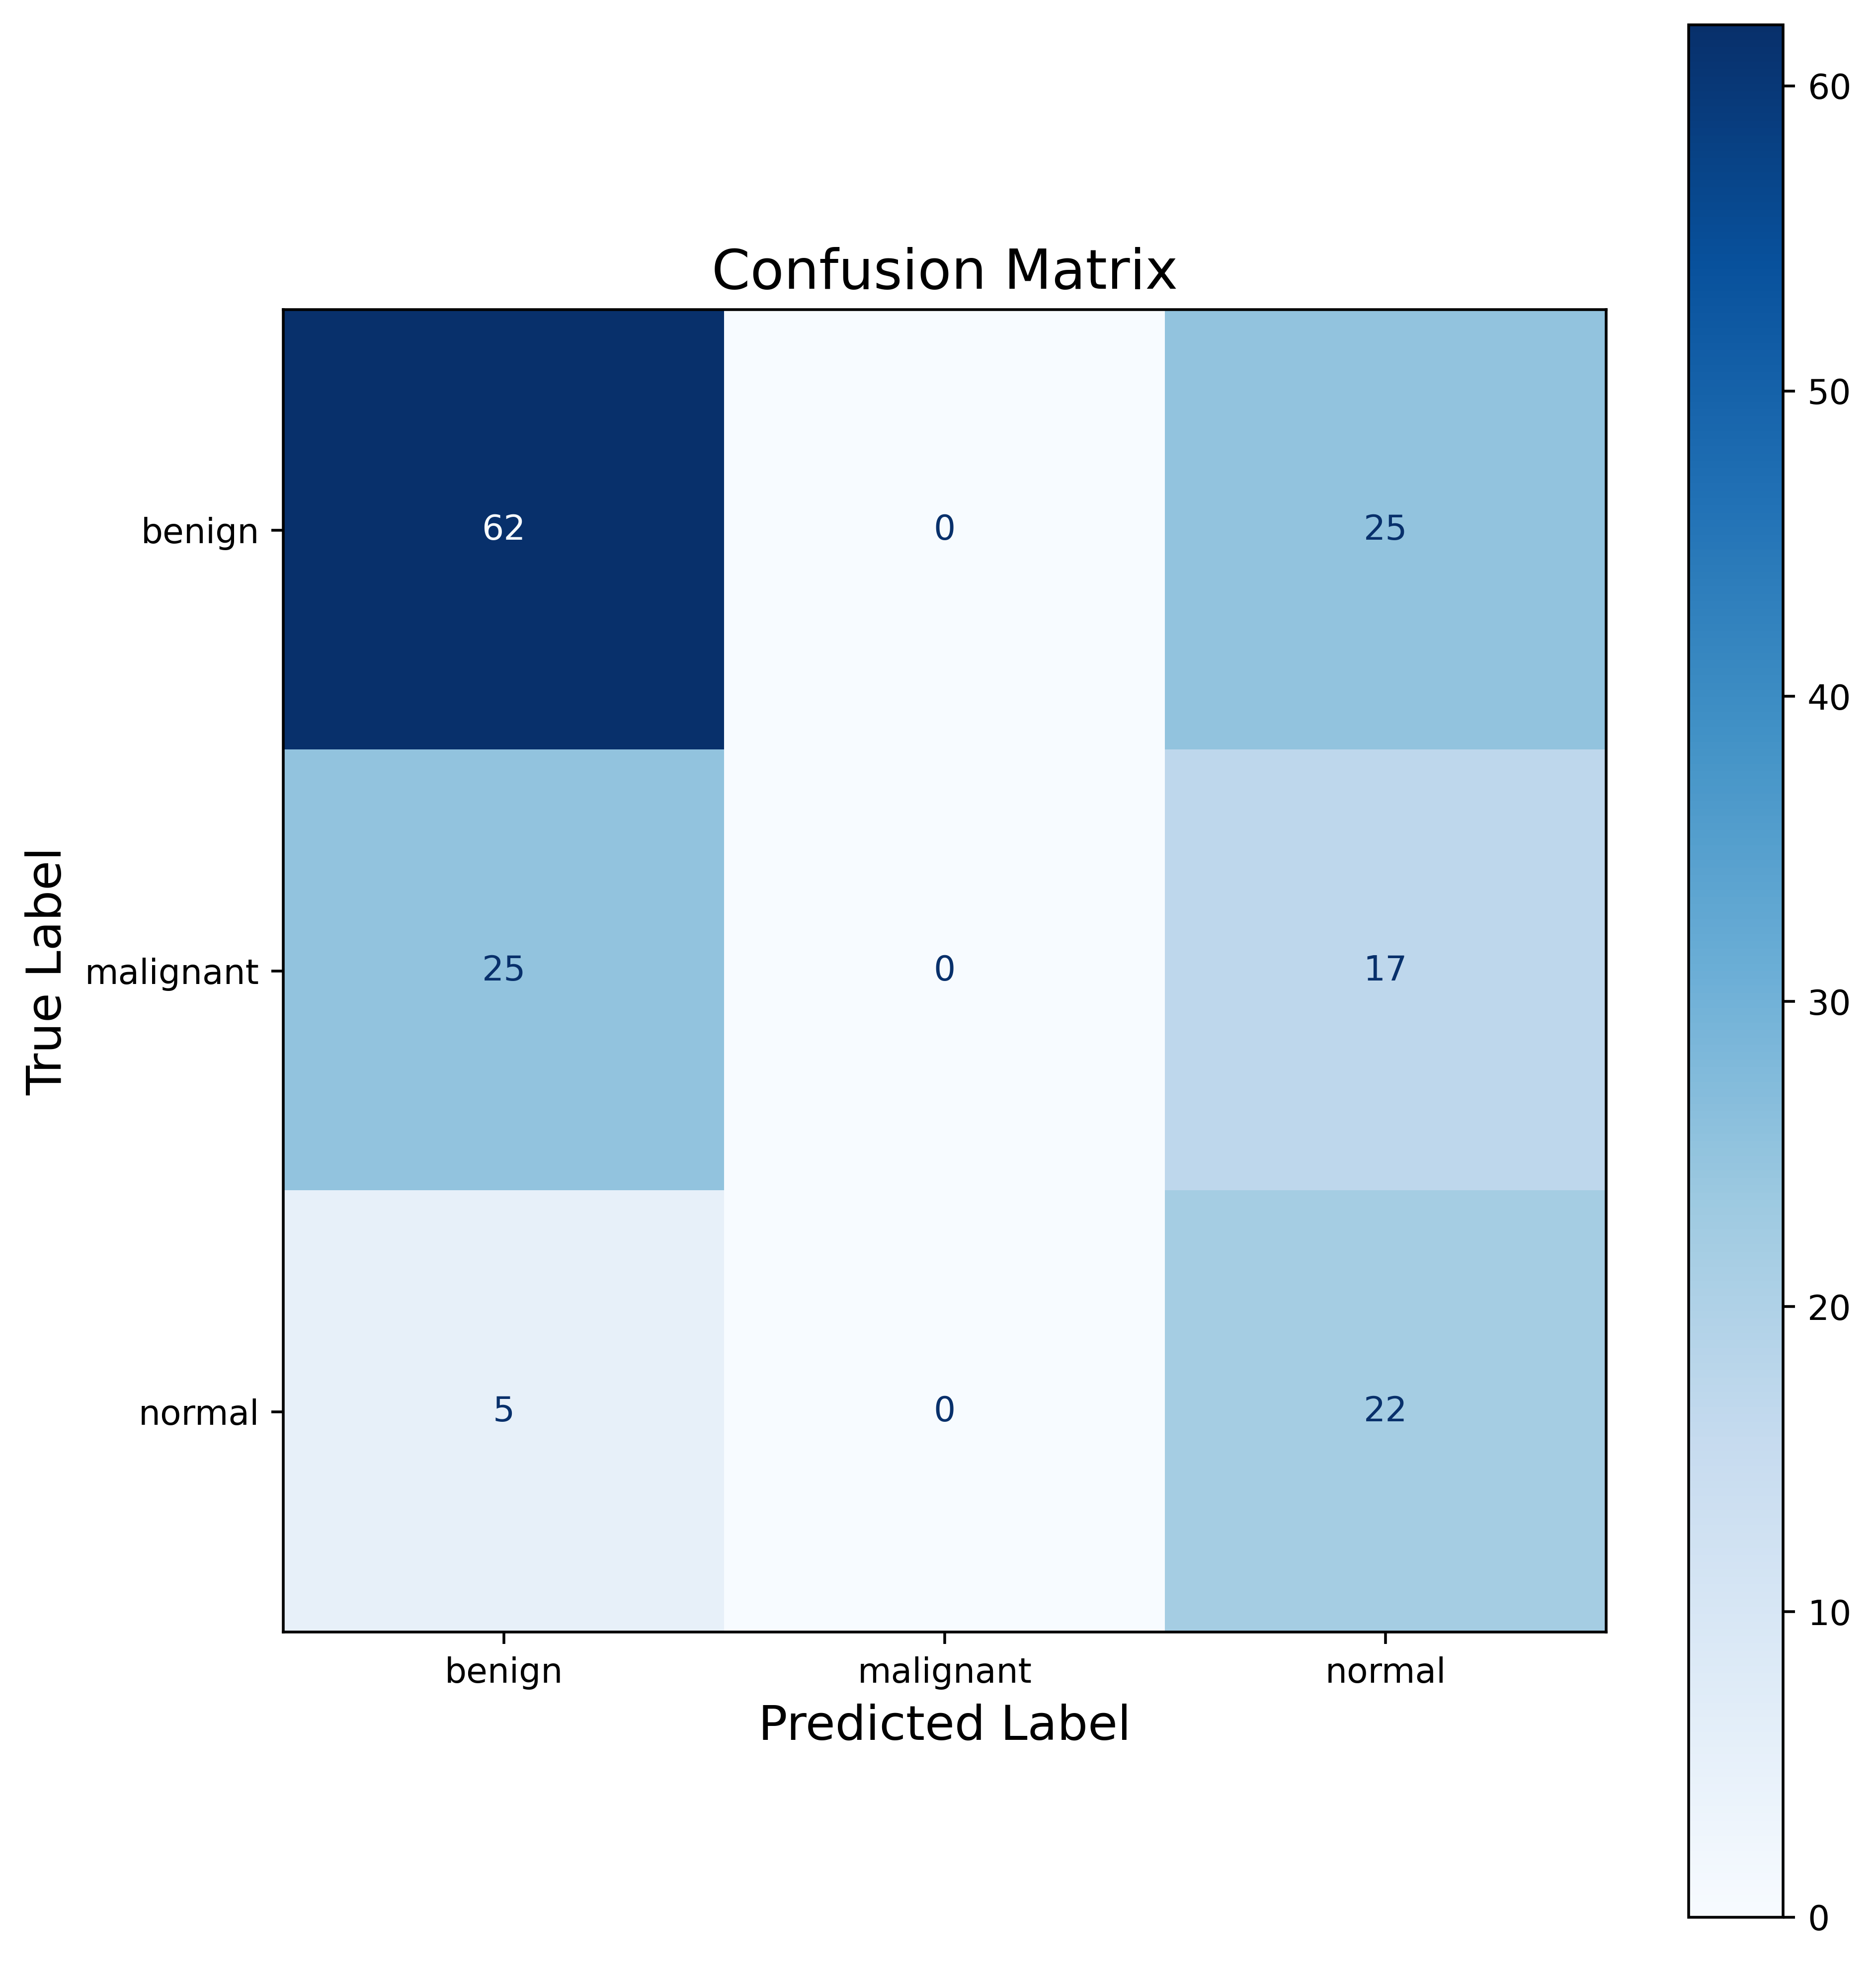 Confusion Matrix
True Label
benign
malignant
normal
62 0 25
25 0 17
5 0 22
benign malignant normal
Predicted Label
60
50
40
30
20
10
0